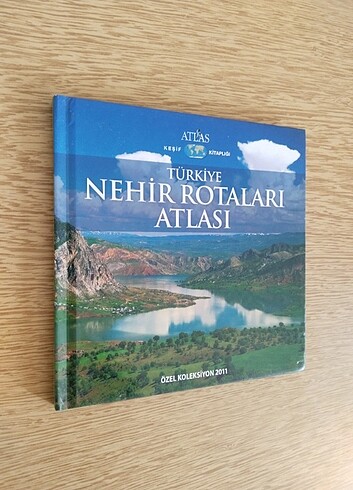 ATLAS
KEŞİF KİTAPLIĞI
TÜRKİYE
NEHİR ROTALARI
ATLASI
ÖZEL KOLEKSİYON 2011